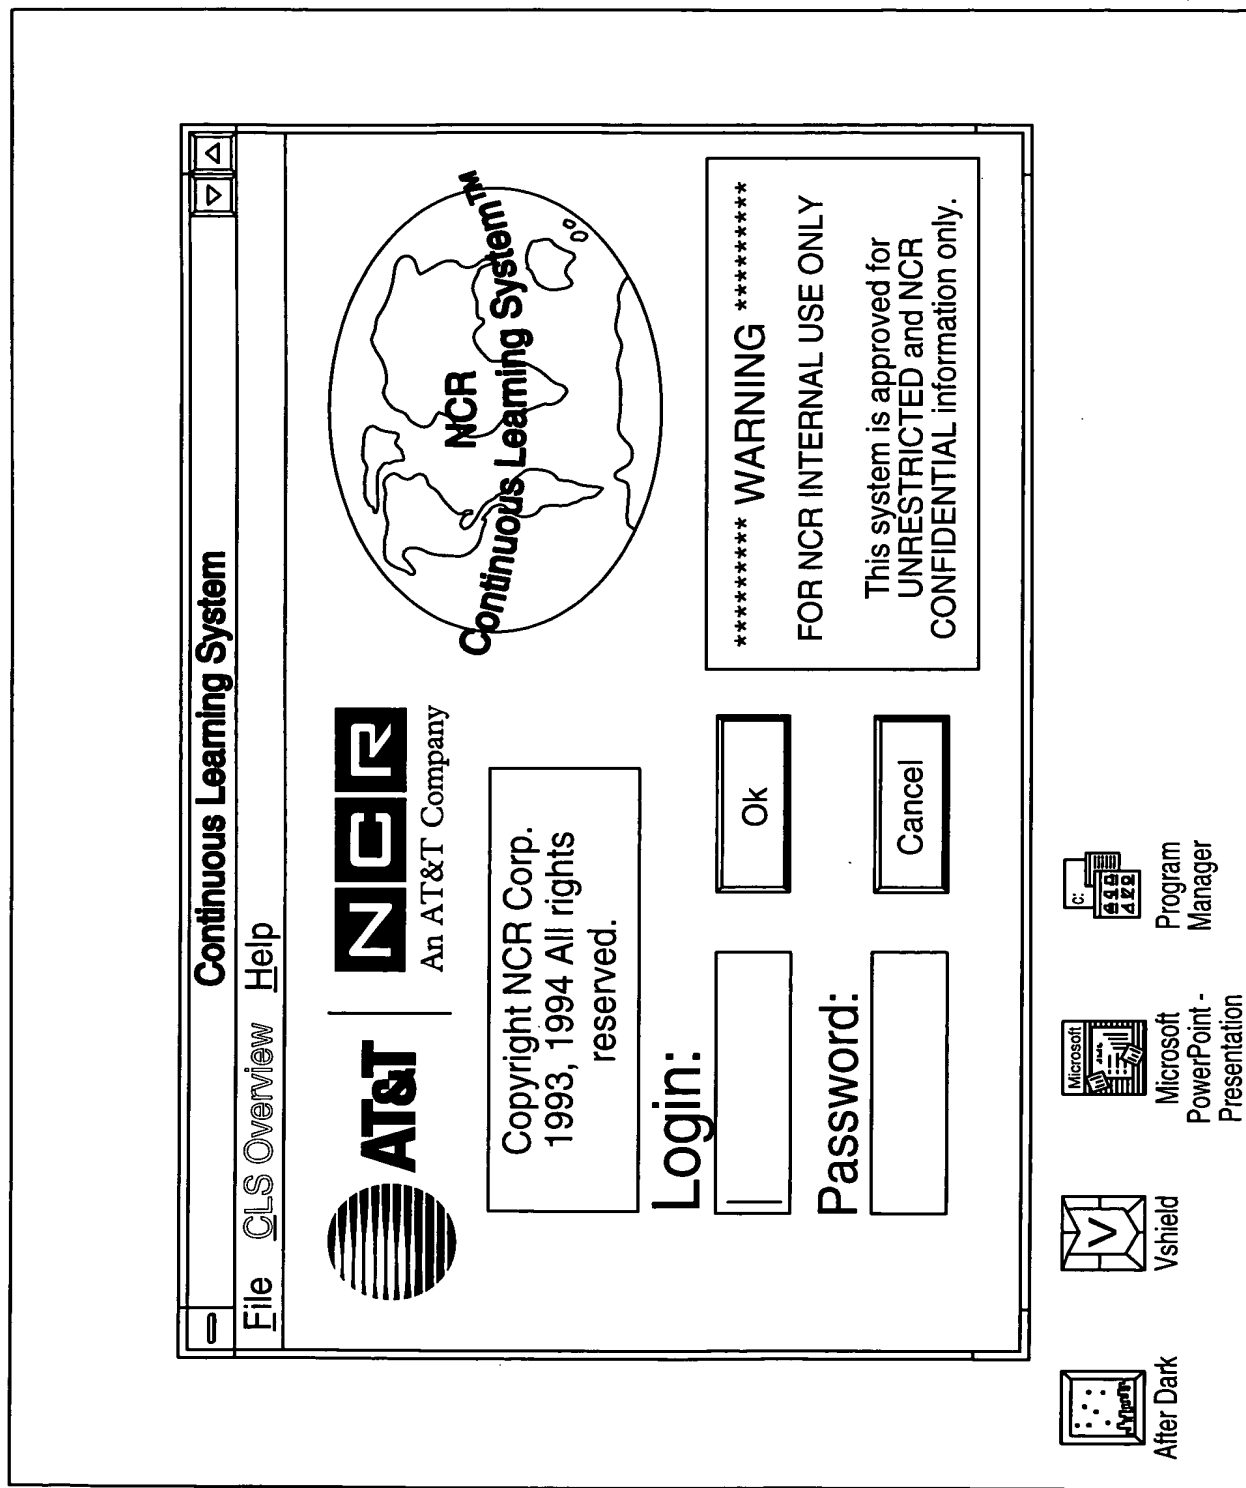 Continuous Learning System
File CLS Overview Help
AT&T
NCR
An AT&T Company
NCR
Continuous Learning System™
Copyright NCR Corp.
1993, 1994 All rights
reserved.
Login:
Ok
Password:
Cancel
********* WARNING *********
FOR NCR INTERNAL USE ONLY
This system is approved for
UNRESTRICTED and NCR
CONFIDENTIAL information only.
After Dark
V
Vshield
Microsoft
Microsoft
PowerPoint -
Presentation
c:
Program
Manager